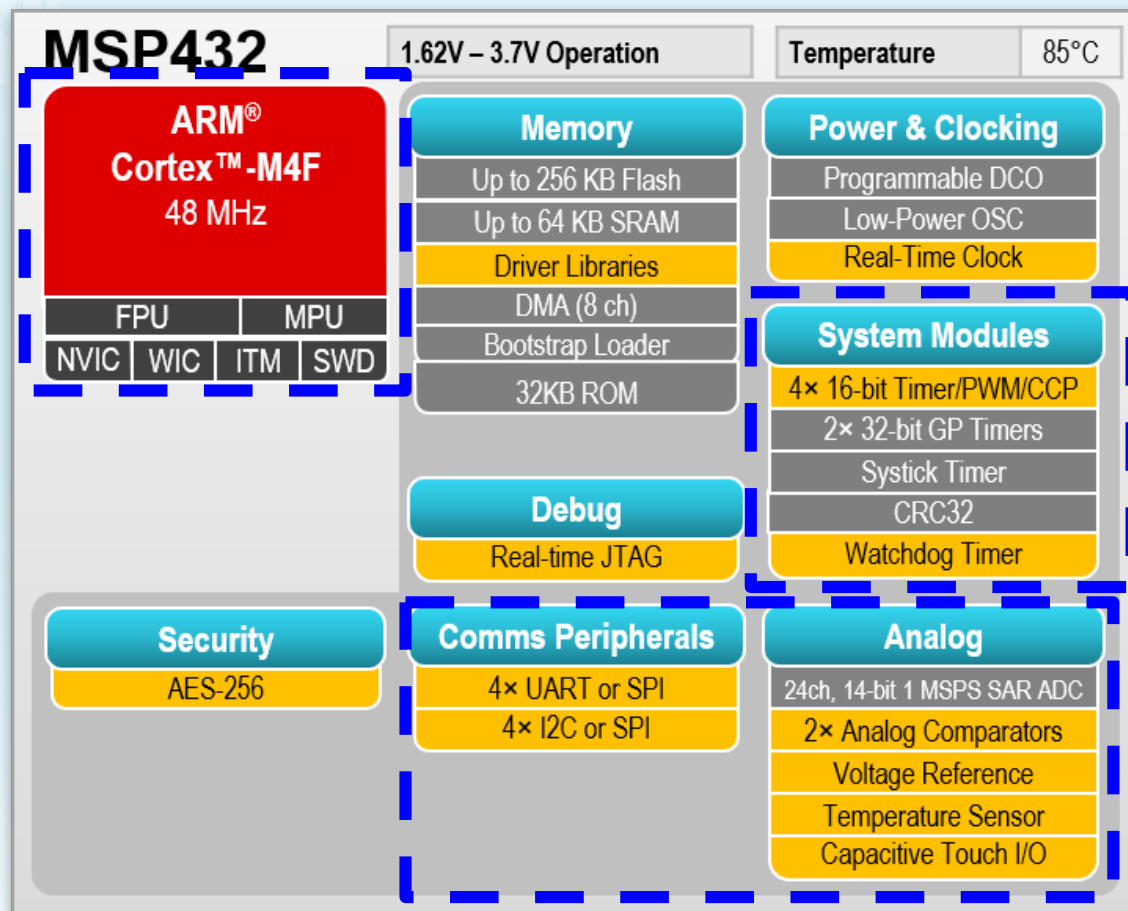 MSP432
1.62V – 3.7V Operation
Temperature
85°C
ARM®
Cortex™-M4F
48 MHz
FPU
MPU
NVIC
WIC
ITM
SWD
Memory
Up to 256 KB Flash
Up to 64 KB SRAM
Driver Libraries
DMA (8 ch)
Bootstrap Loader
32KB ROM
Power & Clocking
Programmable DCO
Low-Power OSC
Real-Time Clock
System Modules
4× 16-bit Timer/PWM/CCP
2× 32-bit GP Timers
Systick Timer
CRC32
Watchdog Timer
Debug
Real-time JTAG
Security
AES-256
Comms Peripherals
4× UART or SPI
4× I2C or SPI
Analog
24ch, 14-bit 1 MSPS SAR ADC
2× Analog Comparators
Voltage Reference
Temperature Sensor
Capacitive Touch I/O